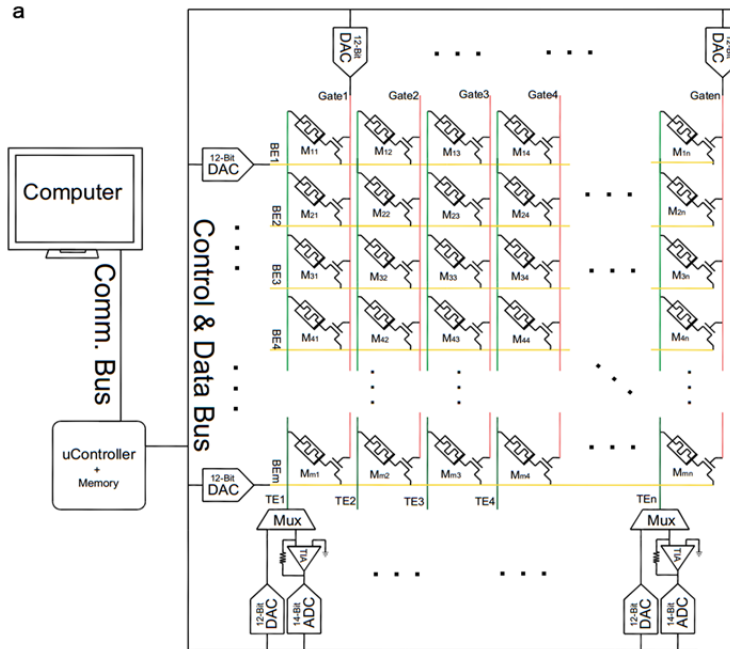 a
12-Bit
DAC
12-Bit
DAC
Gate1
Gate2
Gate3
Gate4
Gaten
Computer
Comm. Bus
uController
+
Memory
Control & Data Bus
12-Bit
DAC
BE1
M11
M12
M13
M14
M1n
BE2
M21
M22
M23
M24
M2n
BE3
M31
M32
M33
M34
M3n
BE4
M41
M42
M43
M44
M4n
12-Bit
DAC
BEm
Mm1
Mm2
Mm3
Mm4
Mmn
TE1
TE2
TE3
TE4
TEn
Mux
Mux
TIA
TIA
12-Bit
DAC
14-Bit
ADC
12-Bit
DAC
14-Bit
ADC